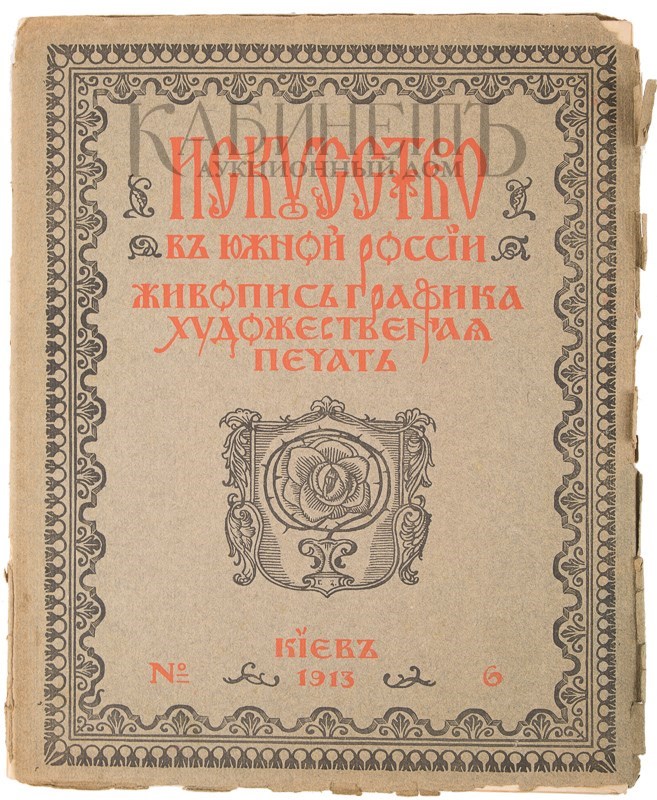 КАБИНЕТЪ
АУКЦИОННЫЙ ДОМ
ИСКУССТВО
ВЪ ЮЖНОЙ РОССІИ
ЖИВОПИСЬ ГРАФИКА
ХУДОЖЕСТВЕННАЯ
ПЕЧАТЬ
КІЕВЪ
№ 1913 6